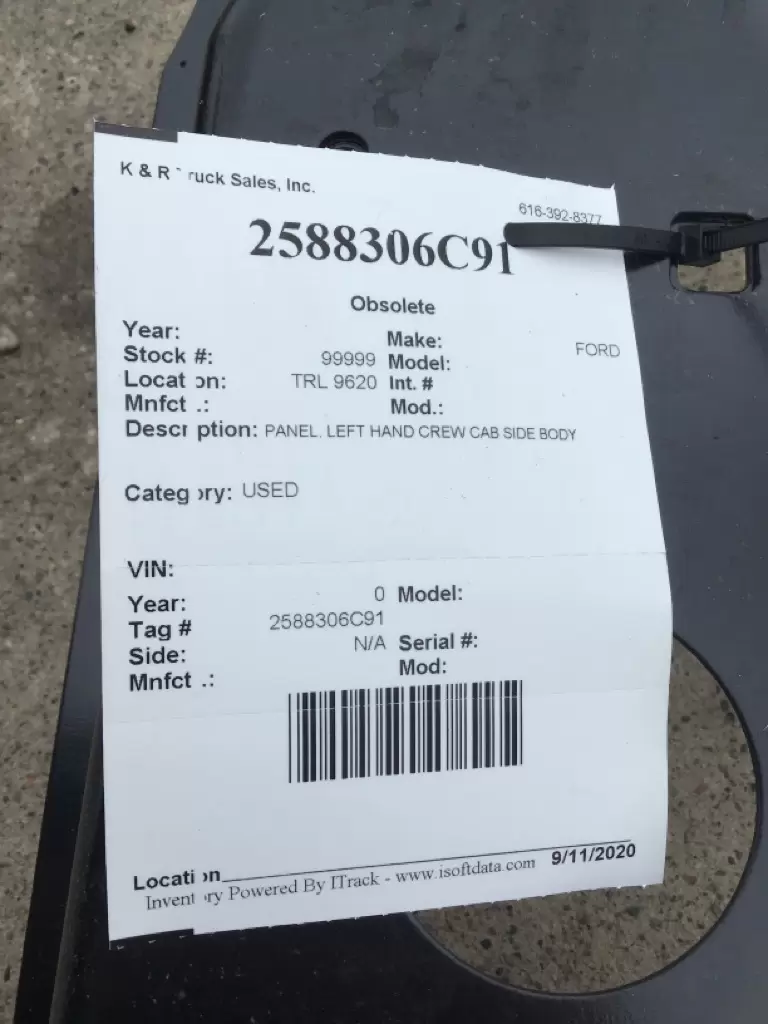 K & R Truck Sales, Inc.
616-392-8377
2588306C91
Obsolete
Year: Make: FORD
Stock #: 99999 Model:
Location: TRL 9620 Int. #
Mnfct .: Mod.:
Description: PANEL, LEFT HAND CREW CAB SIDE BODY
Category: USED
VIN:
Year: 0 Model:
Tag # 2588306C91
Side: N/A Serial #:
Mnfct .: Mod:
Location 9/11/2020
Inventory Powered By ITrack - www.isoftdata.com